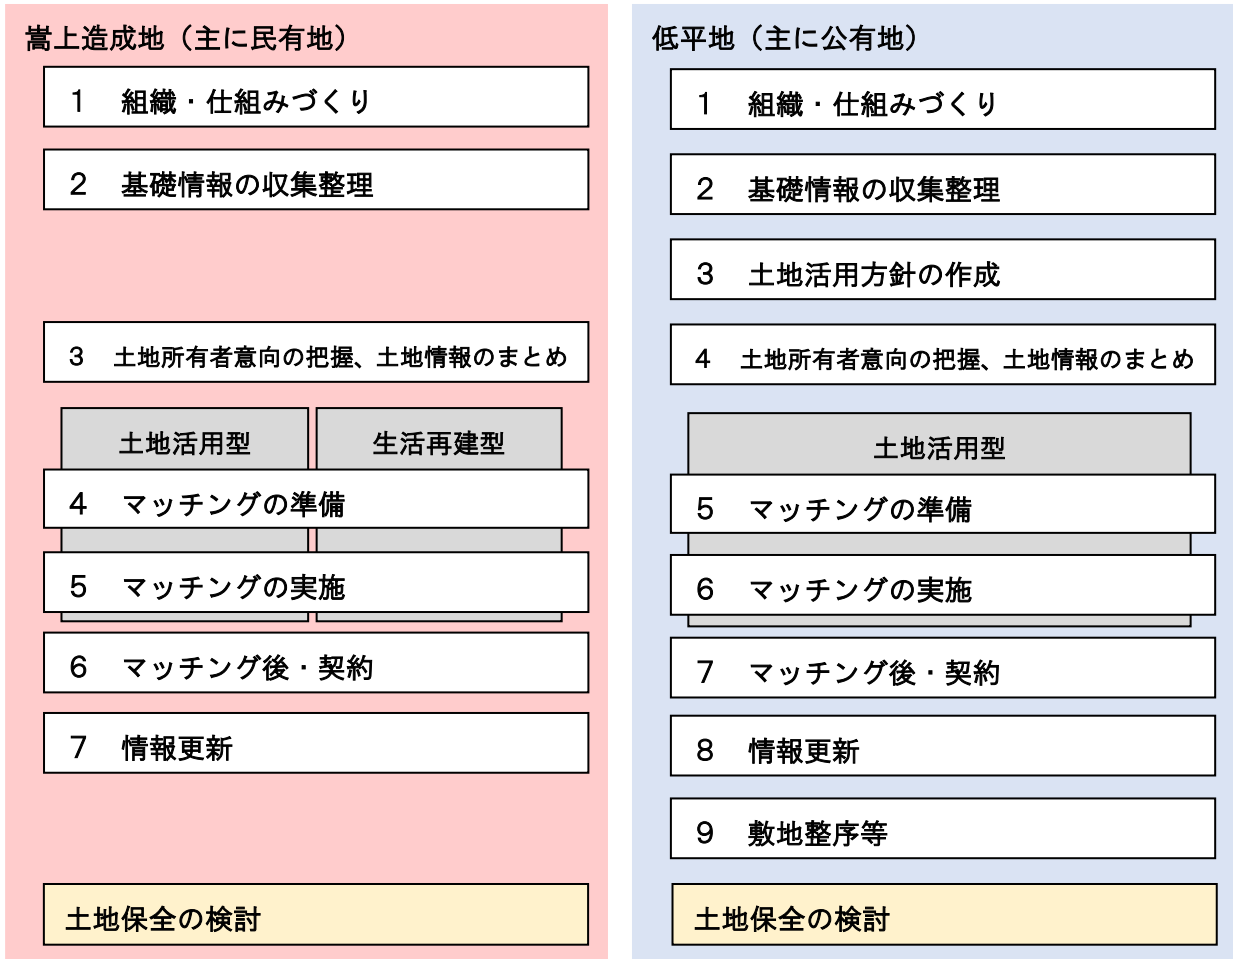 嵩上造成地（主に民有地）
１　組織・仕組みづくり
２　基礎情報の収集整理
３　土地所有者意向の把握、土地情報のまとめ
土地活用型
生活再建型
４　マッチングの準備
５　マッチングの実施
６　マッチング後・契約
７　情報更新
土地保全の検討
低平地（主に公有地）
１　組織・仕組みづくり
２　基礎情報の収集整理
３　土地活用方針の作成
４　土地所有者意向の把握、土地情報のまとめ
土地活用型
５　マッチングの準備
６　マッチングの実施
７　マッチング後・契約
８　情報更新
９　敷地整序等
土地保全の検討